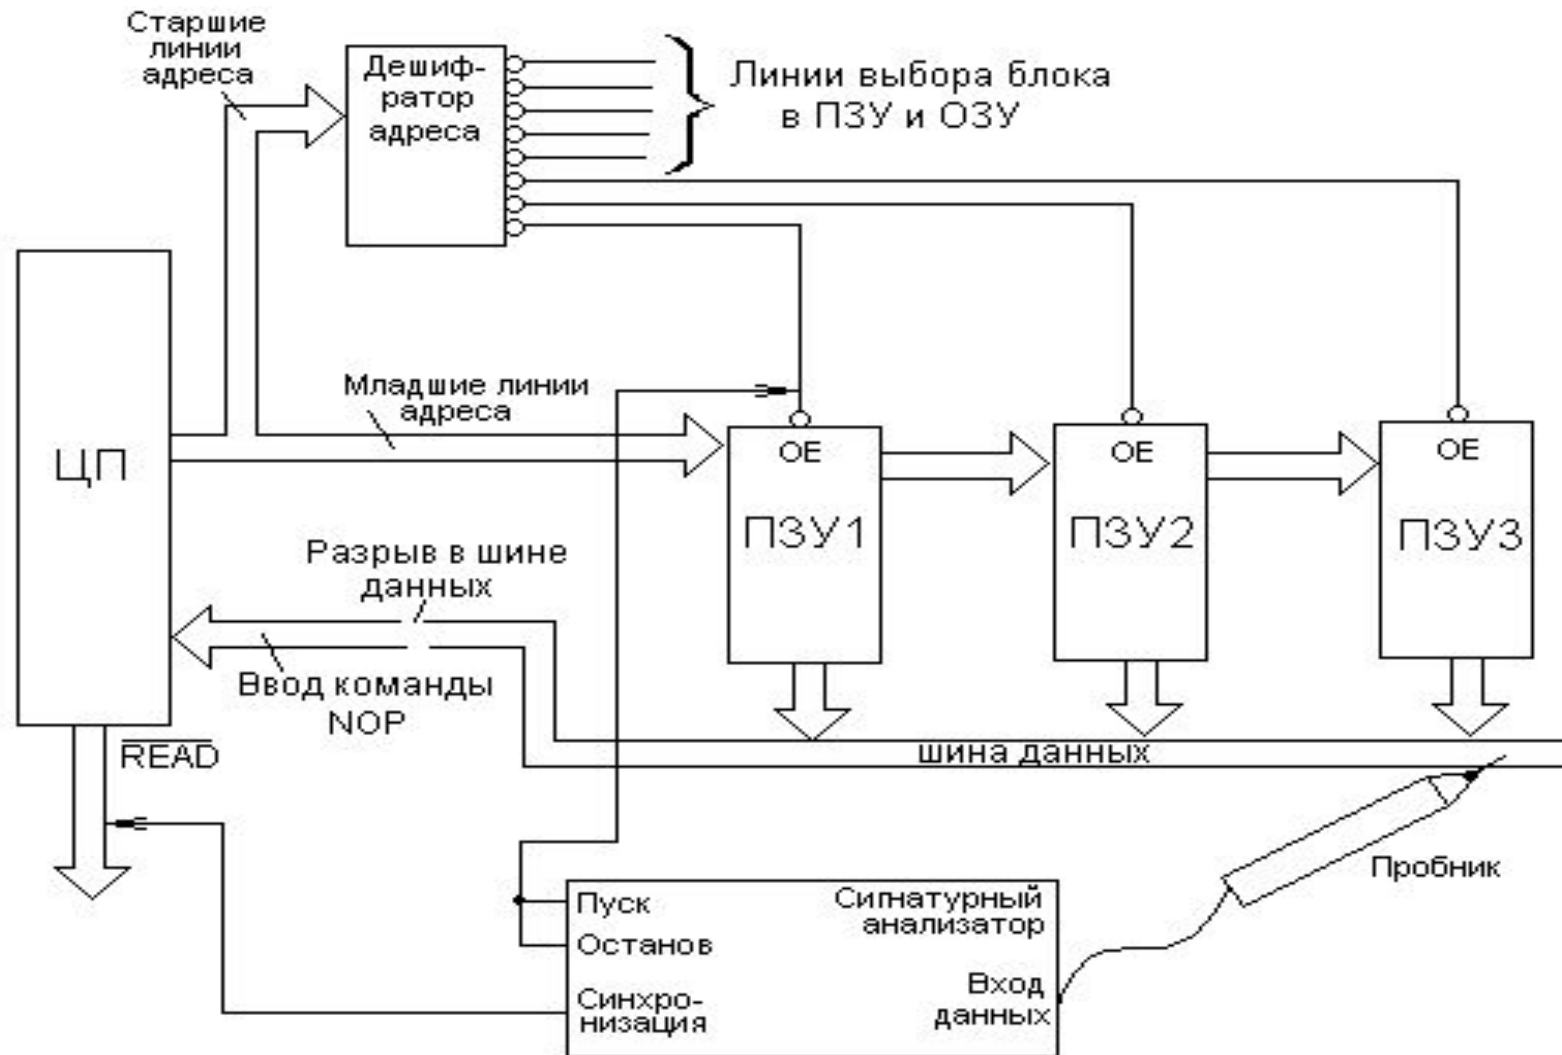 Старшие
линии
адреса
Дешиф-
ратор
адреса
Линии выбора блока
в ПЗУ и ОЗУ
Младшие линии
адреса
ЦП
OE
ПЗУ1
OE
ПЗУ2
OE
ПЗУ3
Разрыв в шине
данных
Ввод команды
NOP
READ
шина данных
Пробник
Пуск
Останов
Синхро-
низация
Сигнатурный
анализатор
Вход
данных